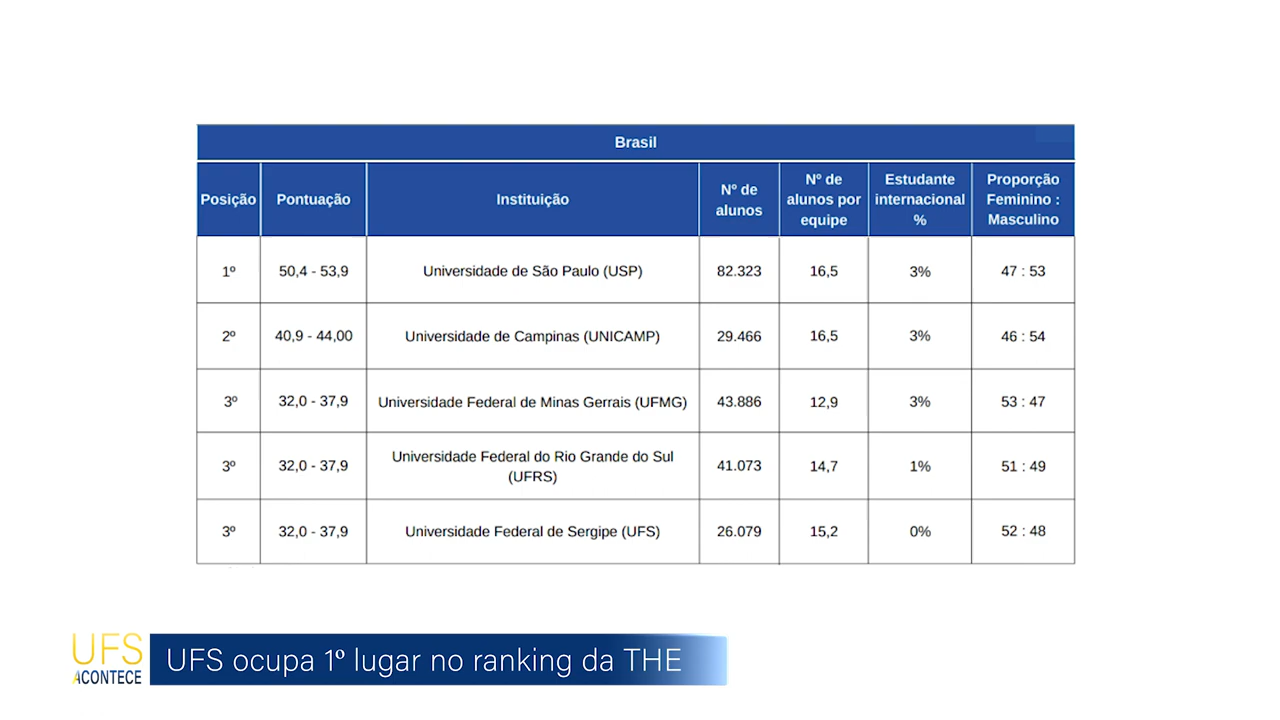 Brasil
Posição Pontuação Instituição Nº de alunos Nº de alunos por equipe Estudante internacional % Proporção Feminino : Masculino
1º 50,4 - 53,9 Universidade de São Paulo (USP) 82.323 16,5 3% 47 : 53
2º 40,9 - 44,00 Universidade de Campinas (UNICAMP) 29.466 16,5 3% 46 : 54
3º 32,0 - 37,9 Universidade Federal de Minas Gerrais (UFMG) 43.886 12,9 3% 53 : 47
3º 32,0 - 37,9 Universidade Federal do Rio Grande do Sul (UFRS) 41.073 14,7 1% 51 : 49
3º 32,0 - 37,9 Universidade Federal de Sergipe (UFS) 26.079 15,2 0% 52 : 48
UFS
ACONTECE
UFS ocupa 1º lugar no ranking da THE